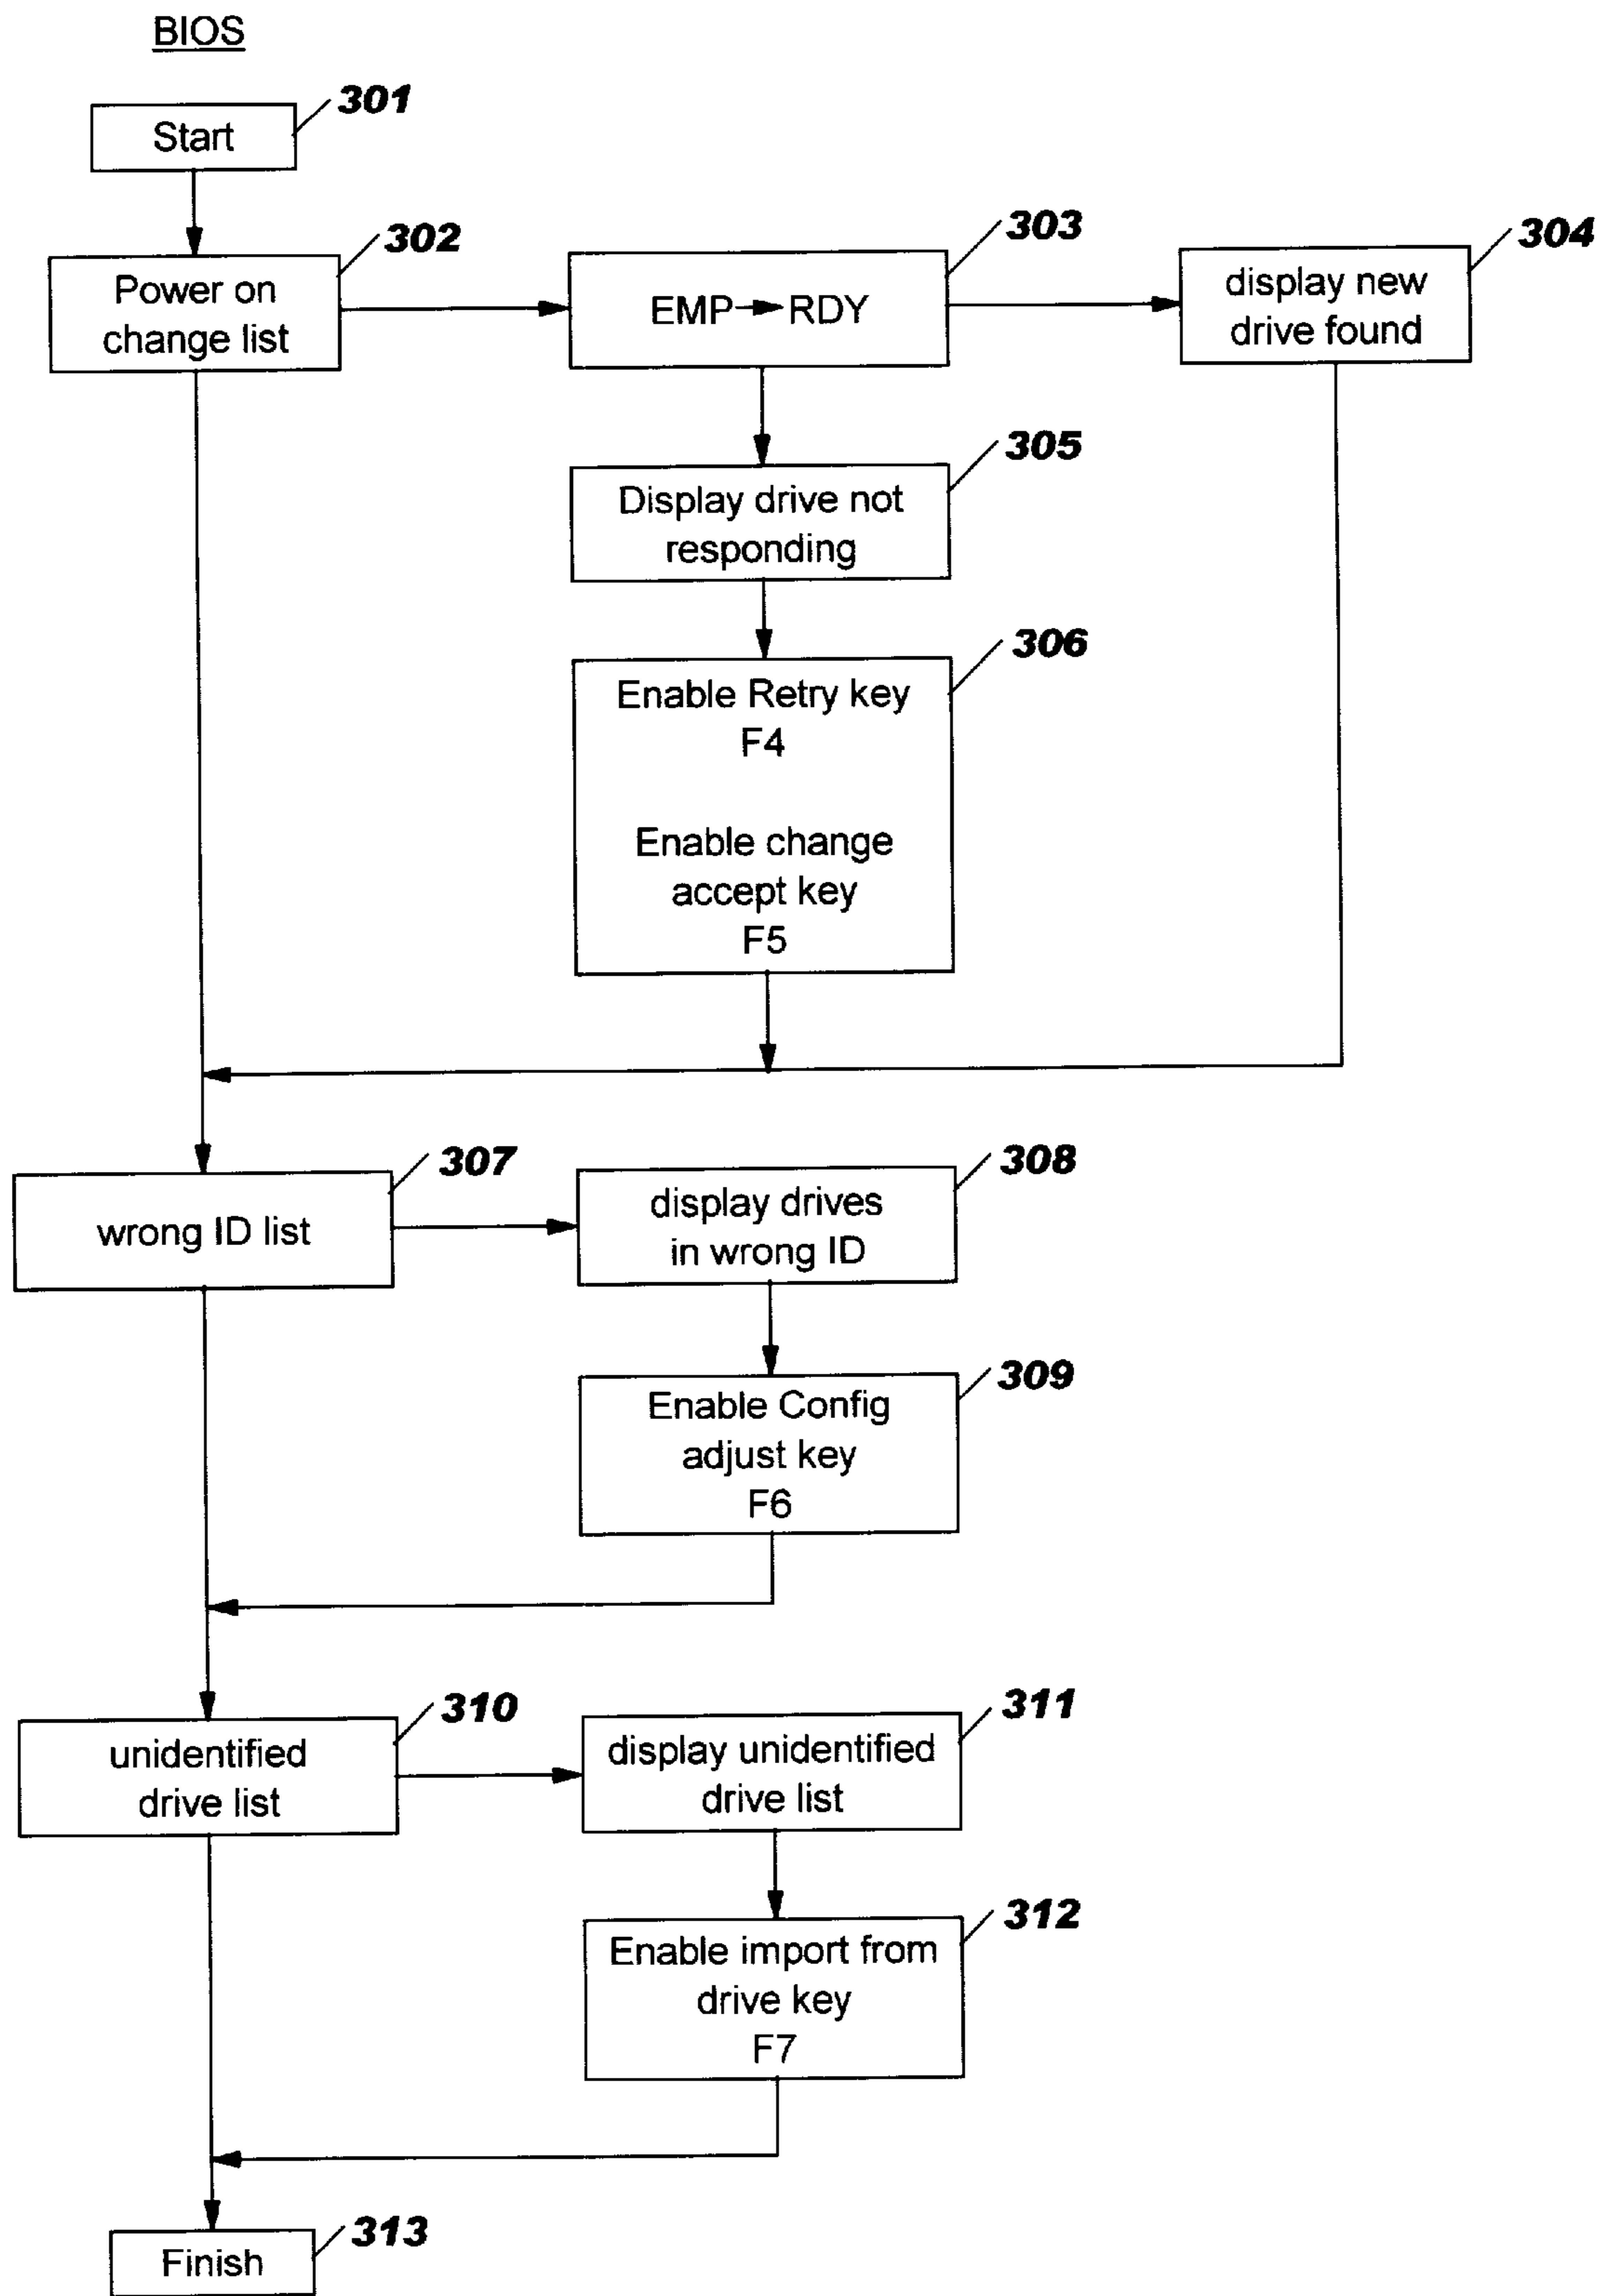 BIOS
301
Start
302
Power on
change list
303
EMP→RDY
304
display new
drive found
305
Display drive not
responding
306
Enable Retry key
F4
Enable change
accept key
F5
307
wrong ID list
308
display drives
in wrong ID
309
Enable Config
adjust key
F6
310
unidentified
drive list
311
display unidentified
drive list
312
Enable import from
drive key
F7
313
Finish